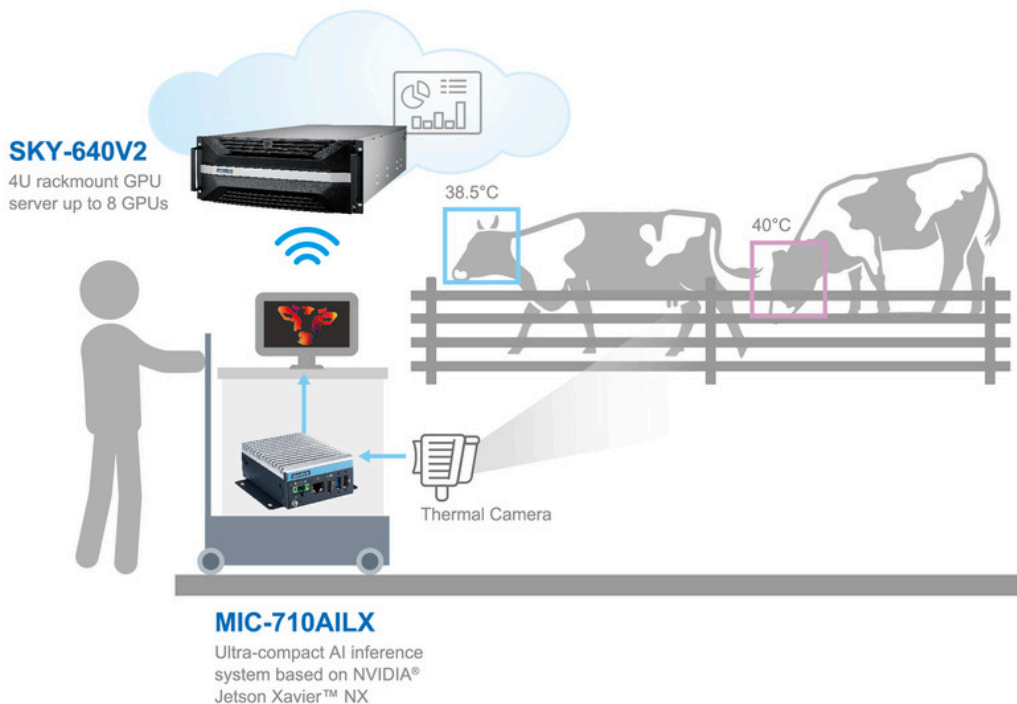 SKY-640V2
4U rackmount GPU
server up to 8 GPUs
38.5°C
40°C
Thermal Camera
MIC-710AILX
Ultra-compact AI inference
system based on NVIDIA®
Jetson Xavier™ NX